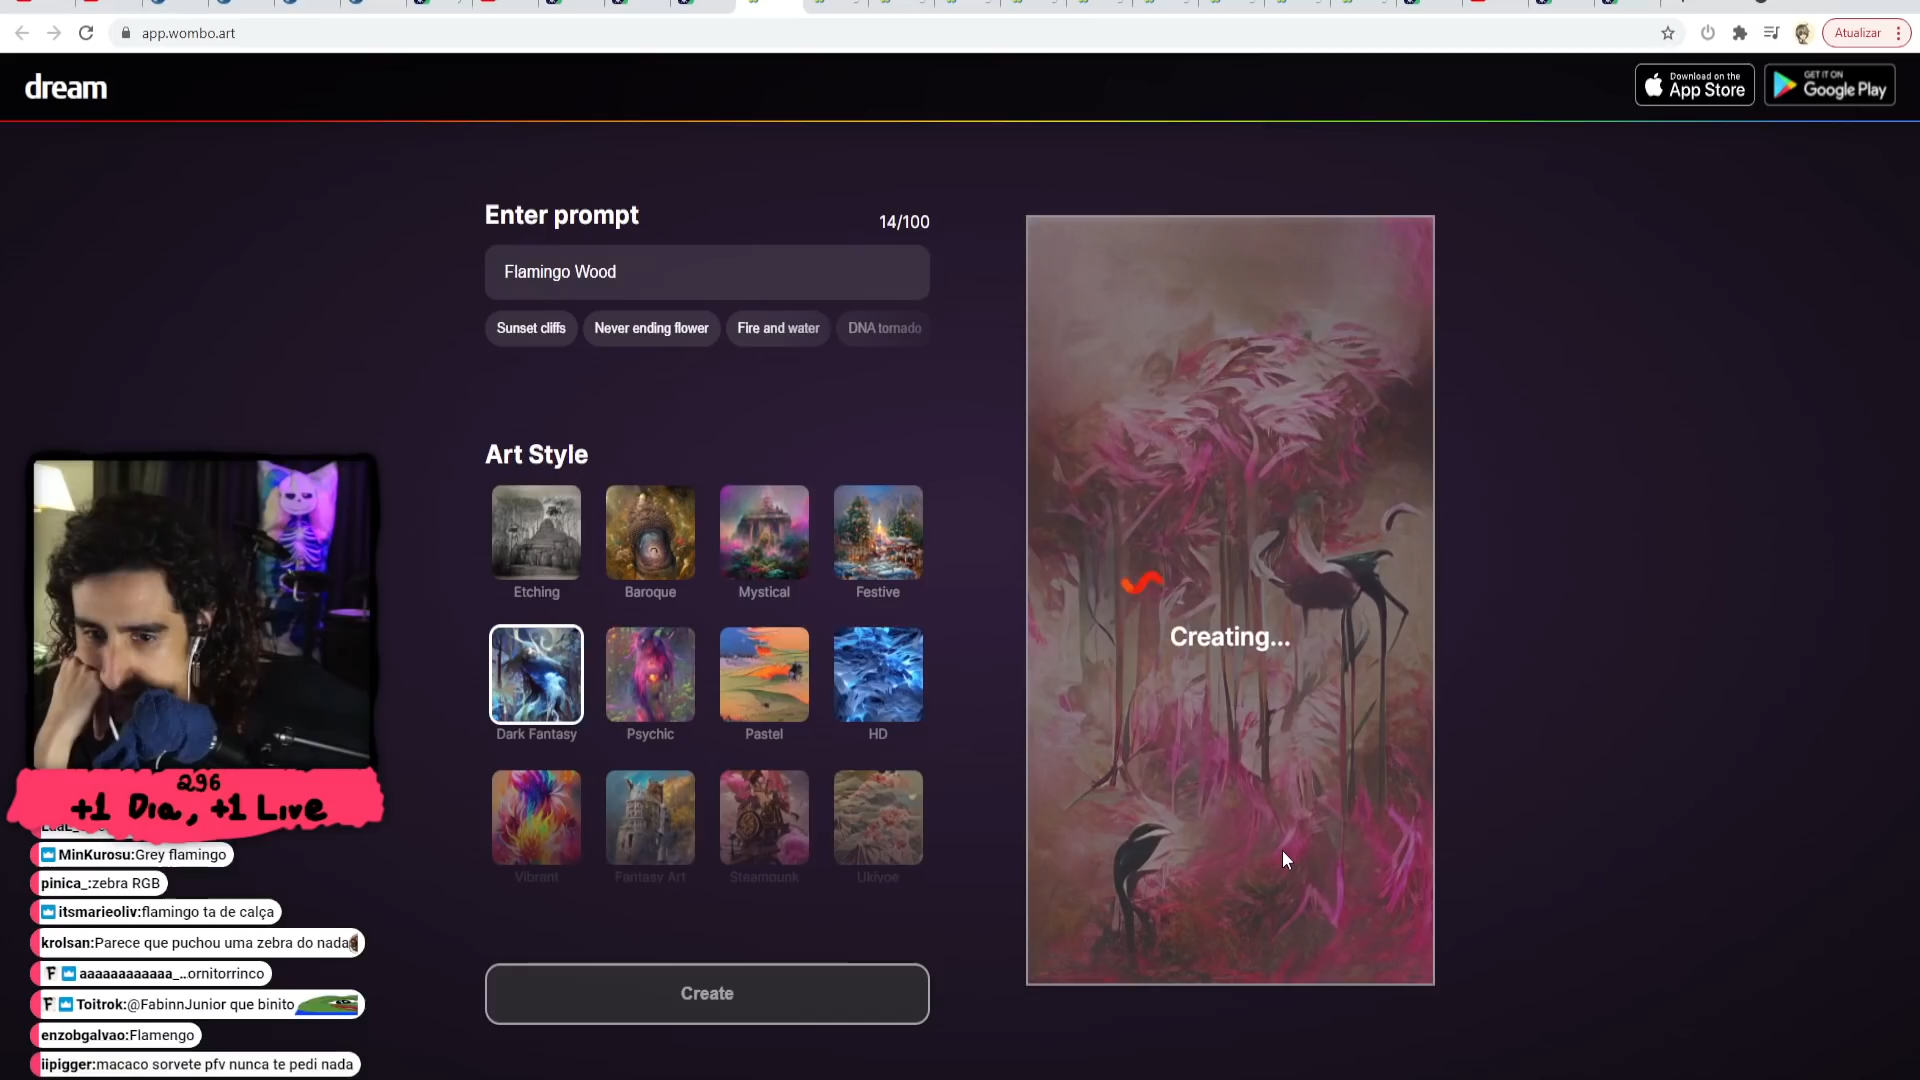 app.wombo.art
Atualizar
dream
Download on the
App Store
GET IT ON
Google Play
Enter prompt
14/100
Flamingo Wood
Sunset cliffs
Never ending flower
Fire and water
DNA tornado
Art Style
Etching
Baroque
Mystical
Festive
Dark Fantasy
Psychic
Pastel
HD
Vibrant
Fantasy Art
Steampunk
Ukiyoe
Create
Creating...
296
+1 Dia, +1 Live
MinKurosu:Grey flamingo
pinica_:zebra RGB
itsmarieoliv:flamingo ta de calça
krolsan:Parece que puchou uma zebra do nada
aaaaaaaaaaaa_...ornitorrinco
Toitrok:@FabinnJunior que binito
enzobgalvao:Flamengo
iipigger:macaco sorvete pfv nunca te pedi nada